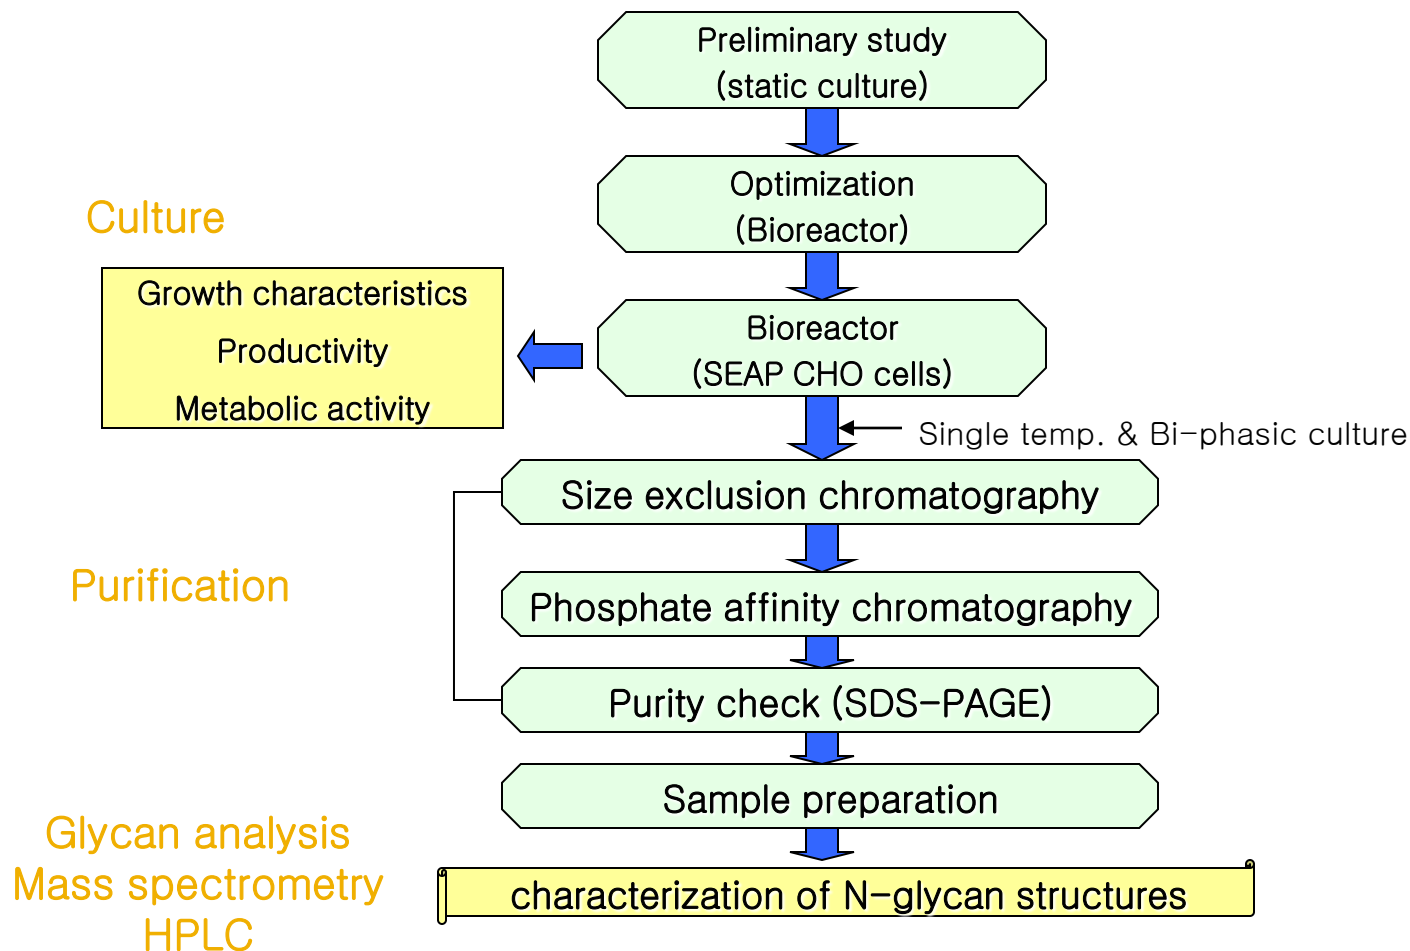 Preliminary study
(static culture)
Optimization
(Bioreactor)
Culture
Growth characteristics
Productivity
Metabolic activity
Bioreactor
(SEAP CHO cells)
Single temp. & Bi-phasic culture
Size exclusion chromatography
Purification
Phosphate affinity chromatography
Purity check (SDS-PAGE)
Sample preparation
Glycan analysis
Mass spectrometry
HPLC
characterization of N-glycan structures